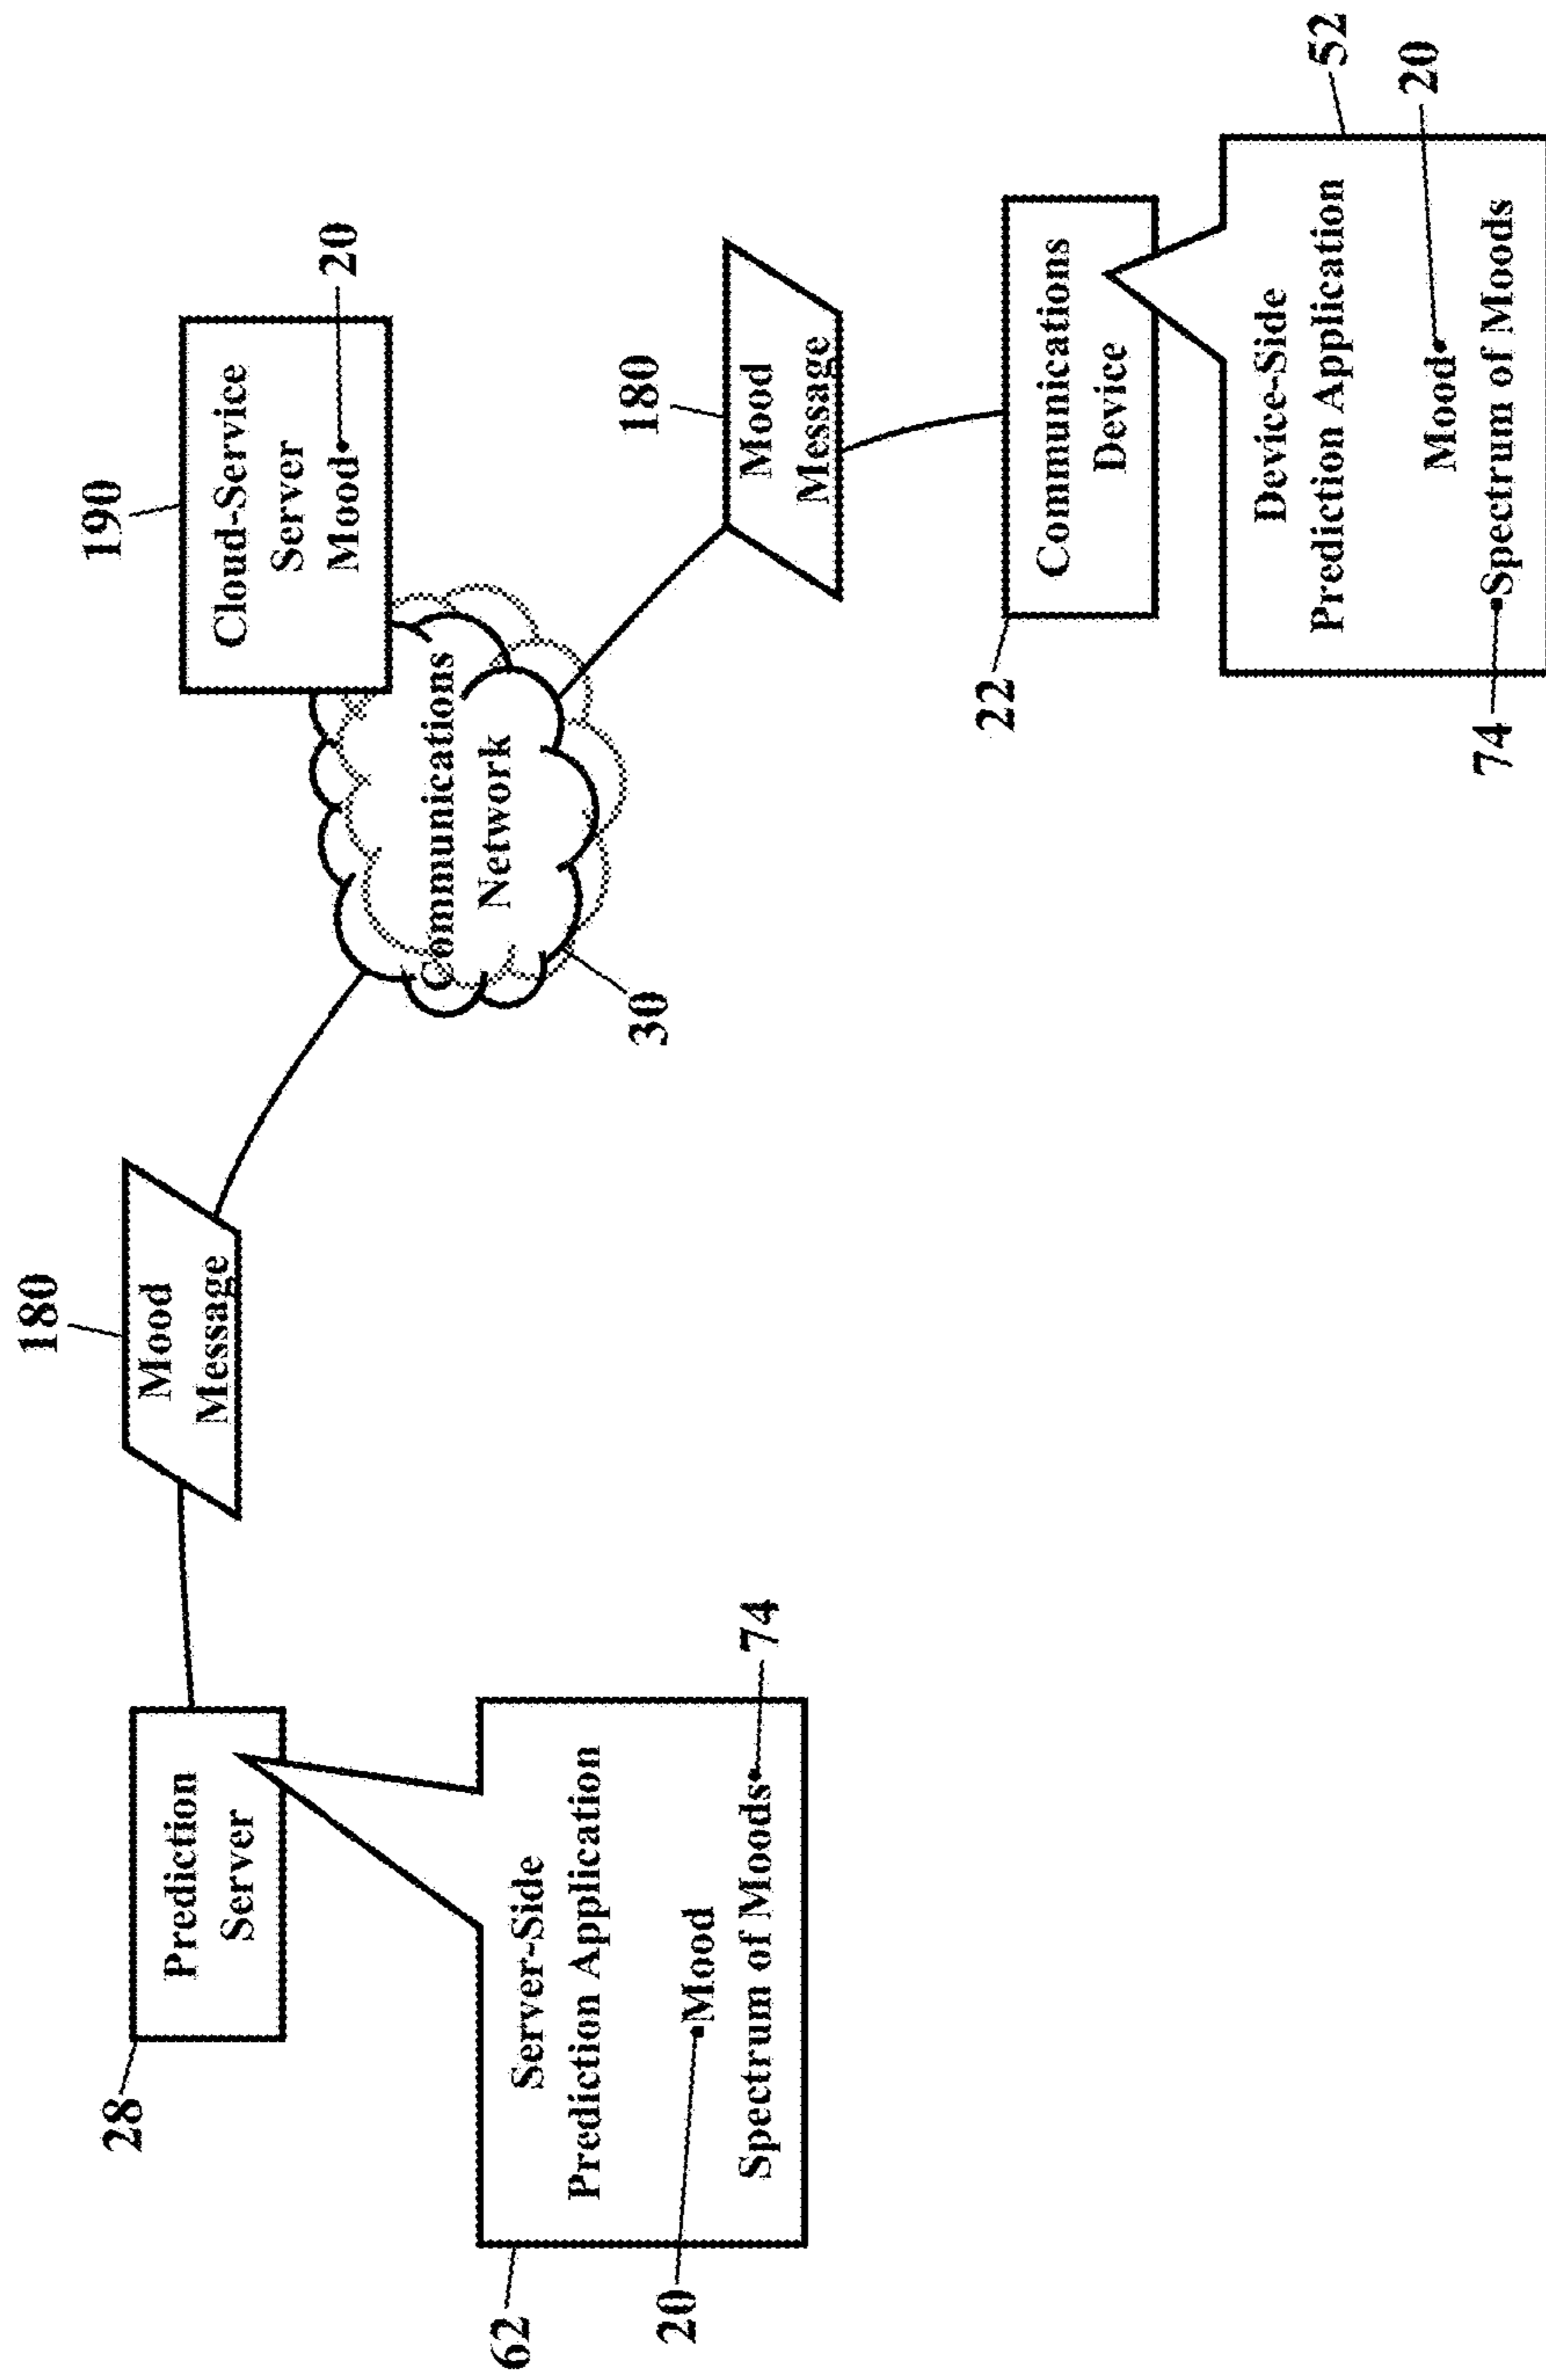 180
Mood
Message
190
Cloud-Service
Server
Mood
20
28
Prediction
Server
Communications
Network
30
180
Mood
Message
62
Server-Side
Prediction Application
20
Mood
Spectrum of Moods
74
22
Communications
Device
52
Device-Side
Prediction Application
Mood
20
74
Spectrum of Moods